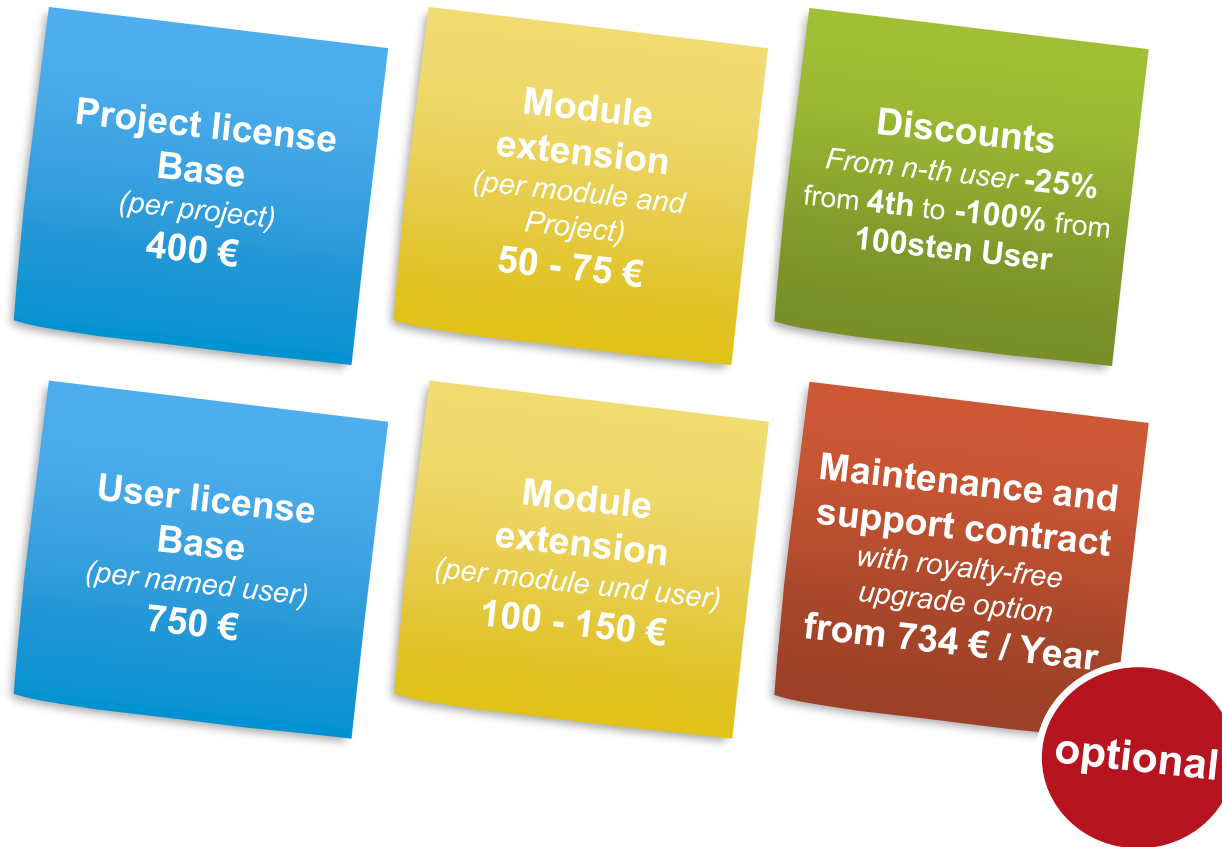 Project license
Base
(per project)
400 €
Module
extension
(per module and
Project)
50 - 75 €
Discounts
From n-th user -25%
from 4th to -100% from
100sten User
User license
Base
(per named user)
750 €
Module
extension
(per module und user)
100 - 150 €
Maintenance and
support contract
with royalty-free
upgrade option
from 734 € / Year
optional